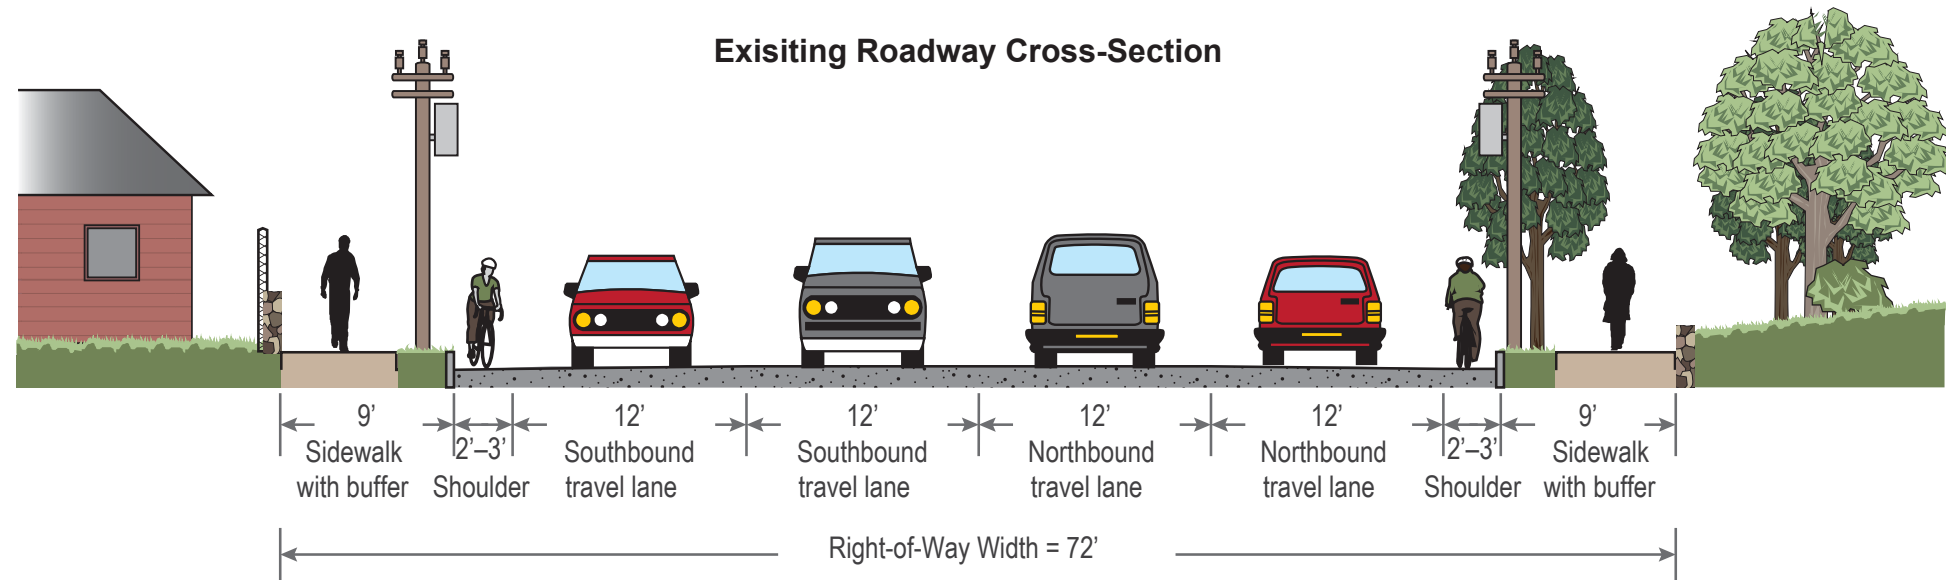 Exisiting Roadway Cross-Section
9’
Sidewalk
with buffer
2’–3’
Shoulder
12’
Southbound
travel lane
12’
Southbound
travel lane
12’
Northbound
travel lane
12’
Northbound
travel lane
2’–3’
Shoulder
9’
Sidewalk
with buffer
Right-of-Way Width = 72’